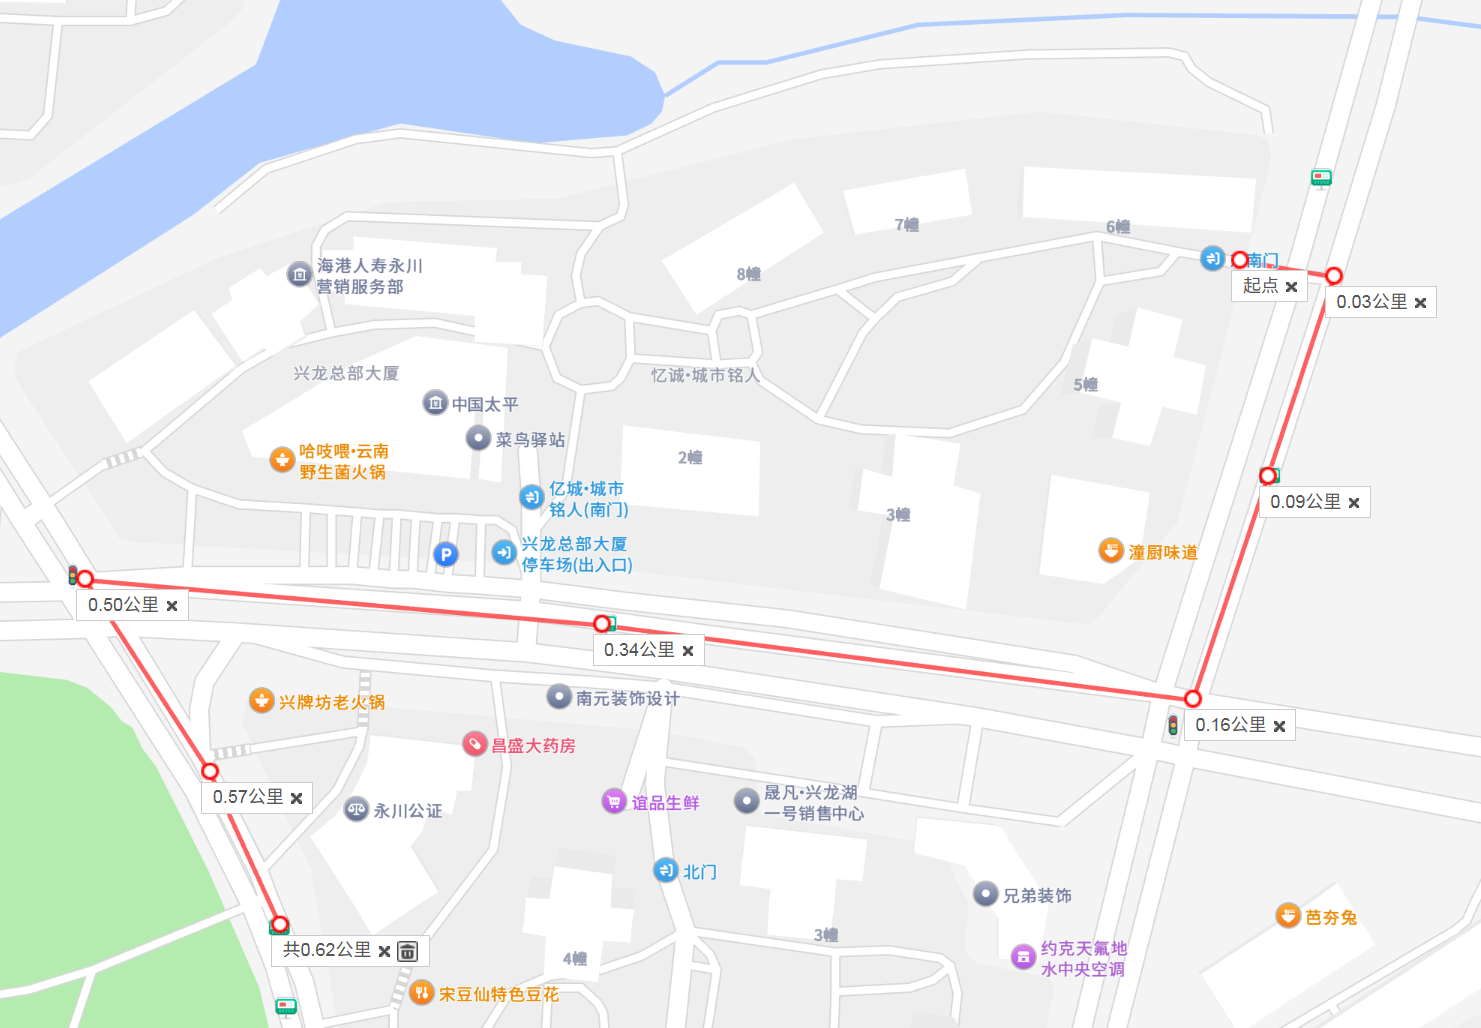 7幢
6幢
南门
起点
0.03公里
8幢
海港人寿永川
营销服务部
兴龙总部大厦
忆诚·城市铭人
5幢
中国太平
菜鸟驿站
哈吱喂·云南
野生菌火锅
2幢
亿城·城市
铭人(南门)
0.09公里
3幢
P
兴龙总部大厦
停车场(出入口)
潼厨味道
0.50公里
0.34公里
兴牌坊老火锅
南元装饰设计
0.16公里
昌盛大药房
0.57公里
永川公证
谊品生鲜
晟凡·兴龙湖
一号销售中心
北门
兄弟装饰
芭夯兔
3幢
共0.62公里
4幢
约克天氟地
水中央空调
宋豆仙特色豆花